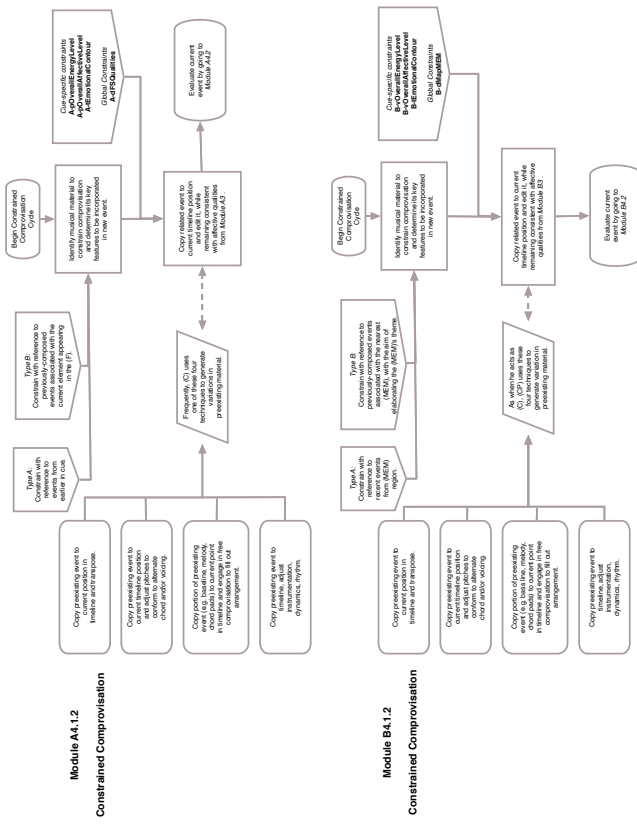 Module A4.1.2
Constrained Comprovisation
Begin Constrained
Comprovisation
Cycle
Cue-specific constraints
A-pOverallEnergyLevel
A-pOverallAffectiveLevel
A-tEmotionalContour
Global Constraints
A-dFSQualities
Type A:
Constrain with
reference to
events from
earlier in cue.
Type B:
Constrain with reference to
previously-composed
events associated with the
current element appearing
in the (F).
Identify musical material to
constrain comprovisation
and determine its key
features to be incorporated
in new event.
Copy preexisting event to
current position in
timeline and transpose.
Copy preexisting event to
current timeline position
and adjust pitches to
conform to alternate
chord and/or voicing.
Copy portion of preexisting
event (e.g. baseline, melody,
chord pads) to current point
in timeline and engage in free
comprovisation to fill out
arrangement.
Copy preexisting event to
timeline, adjust
instrumentation,
dynamics, rhythm.
Frequently, (C) uses
one of these four
techniques to generate
variation in
preexisting material.
Copy related event to
current timeline position
and edit it, while
remaining consistent
with affective qualities
from Module A3 .
Evaluate current
event by going to
Module A4.2
Module B4.1.2
Constrained Comprovisation
Begin Constrained
Comprovisation
Cycle
Cue-specific constraints
B-vOverallEnergyLevel
B-vOverallAffectiveLevel
B-tEmotionalContour
Global Constraints
B-dMapMEM
Type A:
Constrain with
reference to
recent events
from (MEM)
region.
Type B:
Constrain with reference to
previously-composed events
associated with the nearest
(MEM), with the aim of
elaborating the (MEM)'s theme.
Identify musical material to
constrain comprovisation
and determine its key
features to be incorporated
in new event.
Copy preexisting event to
current position in
timeline and transpose.
Copy preexisting event to
current timeline position
and adjust pitches to
conform to alternate
chord and/or voicing.
Copy portion of preexisting
event (e.g. bassline, melody,
chord pads) to current point
in timeline and engage in free
comprovisation to fill out
arrangement.
Copy preexisting event to
timeline, adjust
instrumentation,
dynamics, rhythm.
As when he acts as
(C), (CP) uses these
four techniques to
generate variation in
preexisting material.
Copy related event to current
timeline position and edit it, while
remaining consistent with affective
qualities from Module B3 .
Evaluate current
event by going to
Module B4.2